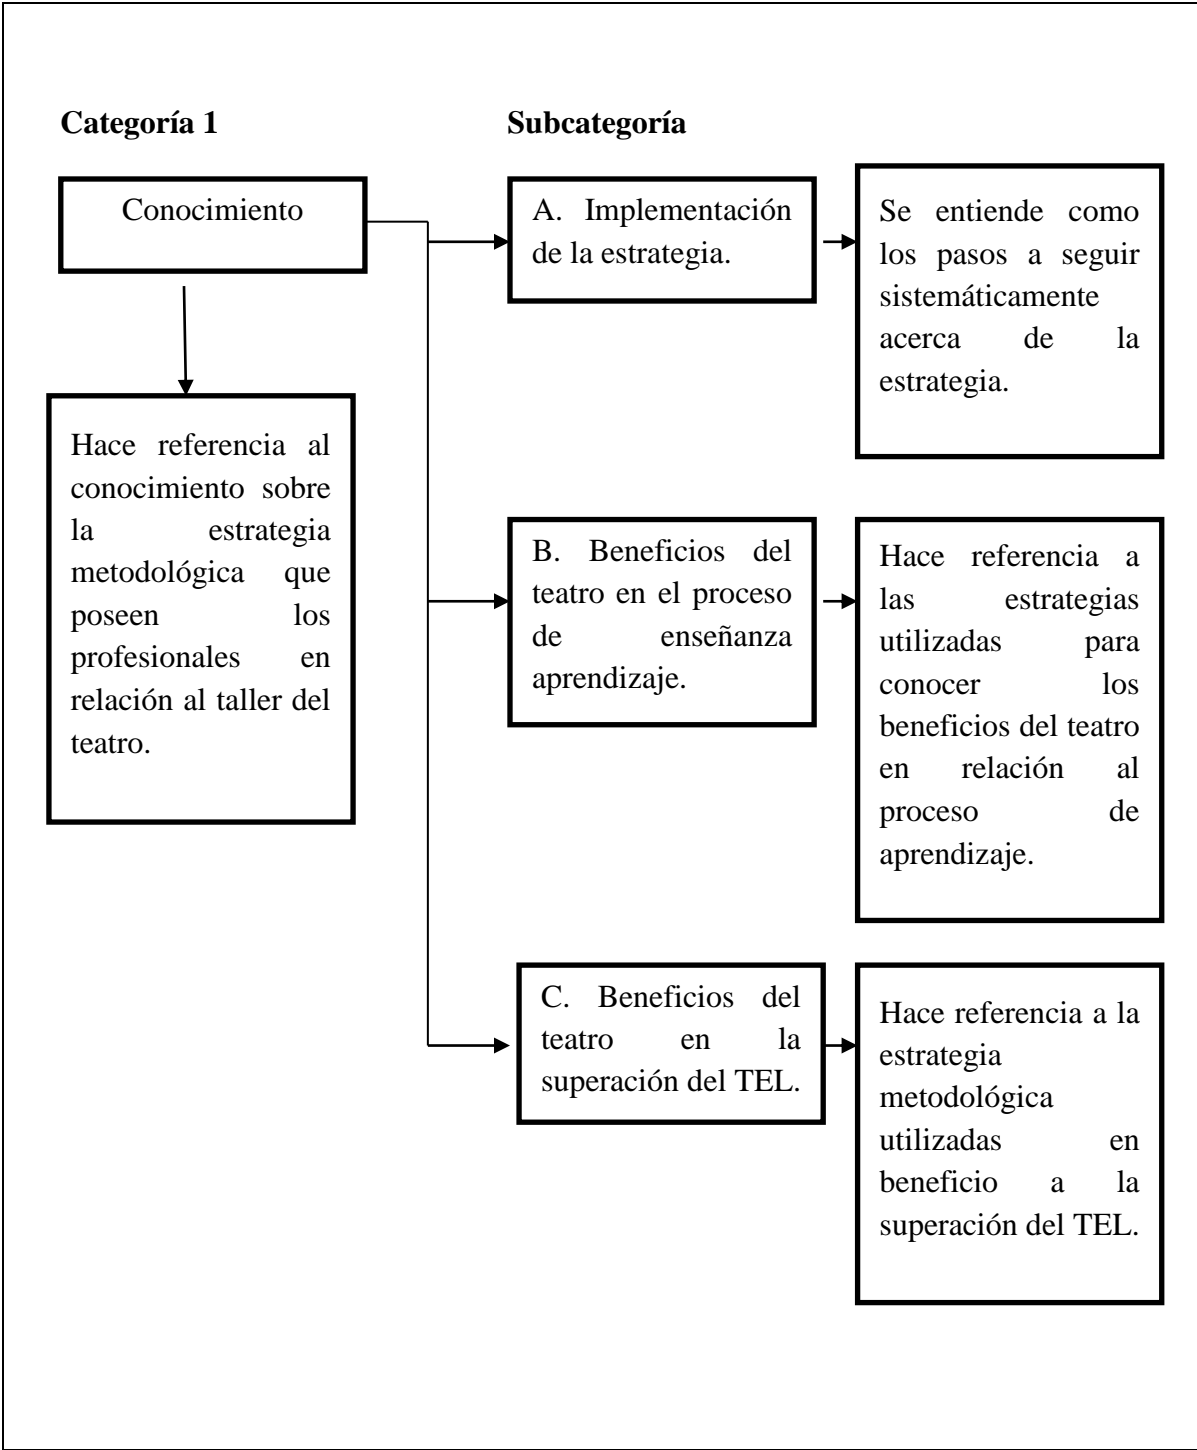 Categoría 1
Subcategoría
Conocimiento
Hace referencia al
conocimiento sobre
la estrategia
metodológica que
poseen los
profesionales en
relación al taller del
teatro.
A. Implementación
de la estrategia.
Se entiende como
los pasos a seguir
sistemáticamente
acerca de la
estrategia.
B. Beneficios del
teatro en el proceso
de enseñanza
aprendizaje.
Hace referencia a
las estrategias
utilizadas para
conocer los
beneficios del teatro
en relación al
proceso de
aprendizaje.
C. Beneficios del
teatro en la
superación del TEL.
Hace referencia a la
estrategia
metodológica
utilizadas en
beneficio a la
superación del TEL.